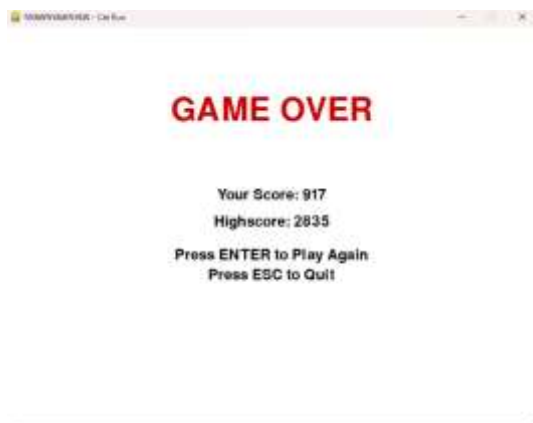 GAME OVER
Your Score: 917
Highscore: 2835
Press ENTER to Play Again
Press ESC to Quit